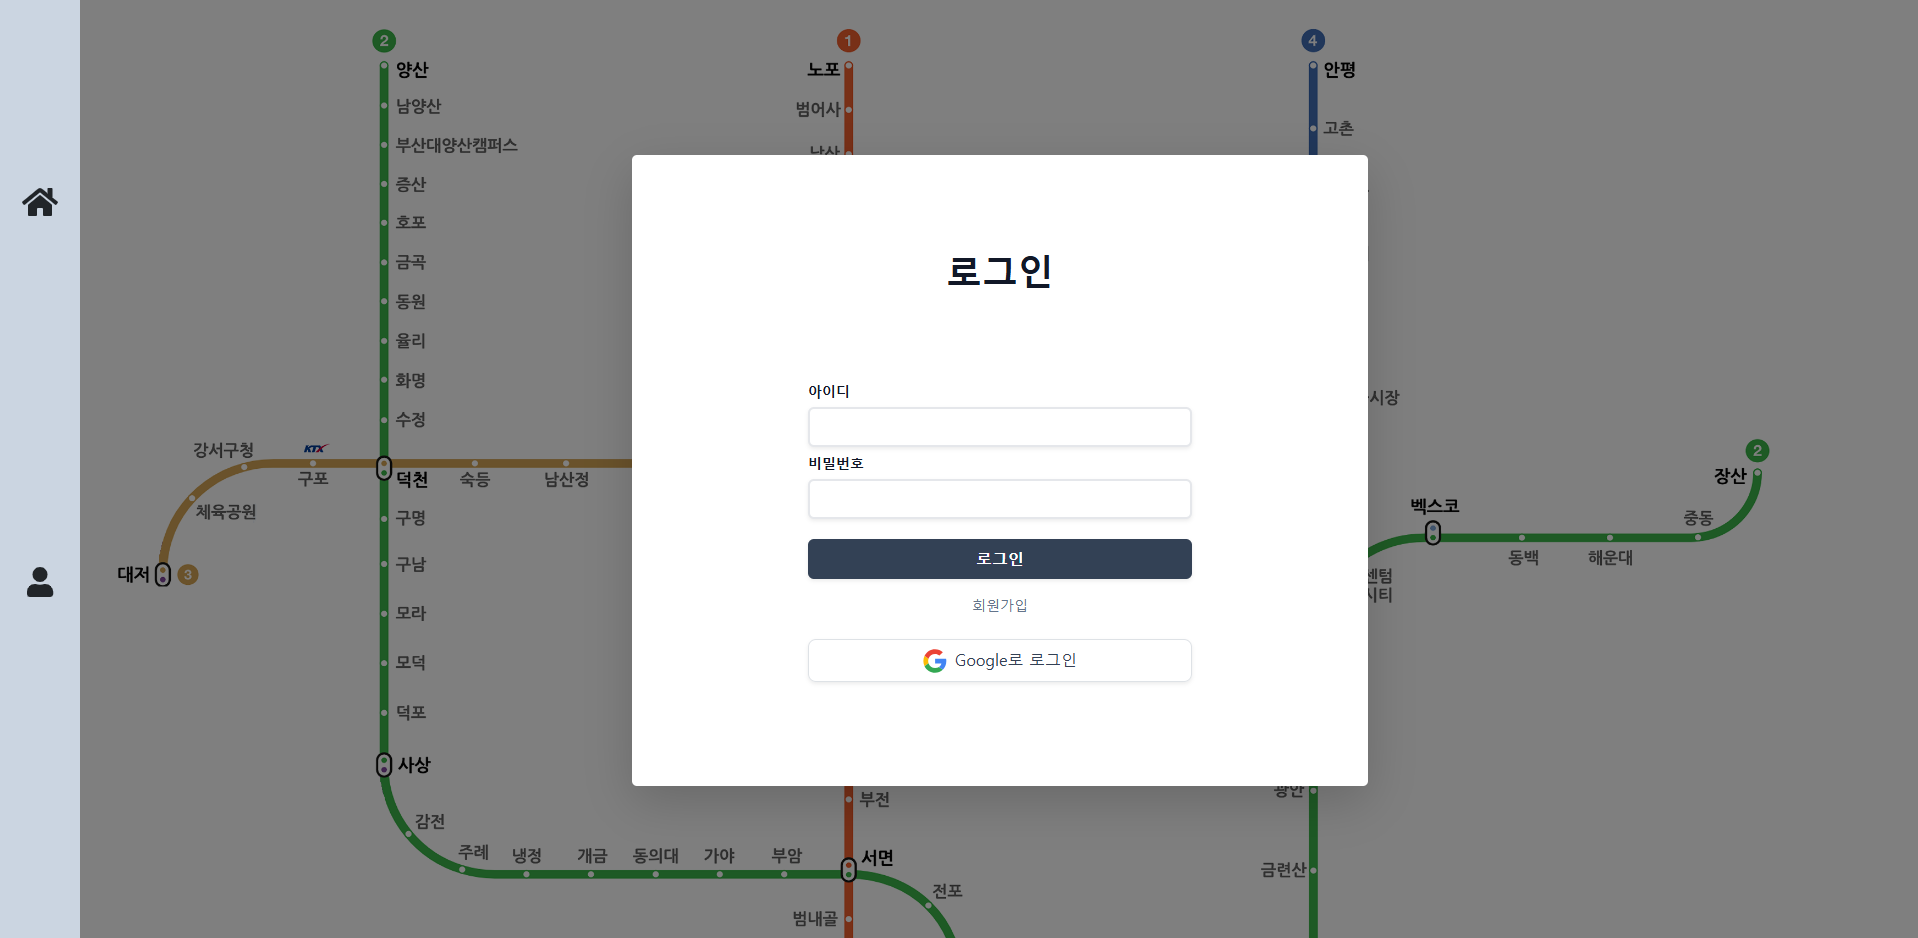 2
1
4
양산
노포
안평
남양산
범어사
고촌
부산대양산캠퍼스
남산
증산
호포
금곡
동원
율리
화명
수정
강서구청
KTX
구포
덕천
숙등
남산정
체육공원
구명
대저
3
구남
모라
모덕
덕포
사상
감전
주례
냉정
개금
동의대
가야
부암
서면
부전
전포
범내골
로그인
아이디
비밀번호
로그인
회원가입
Google로 로그인
시장
2
장산
벡스코
중동
동백
해운대
센텀
시티
광안
금련산